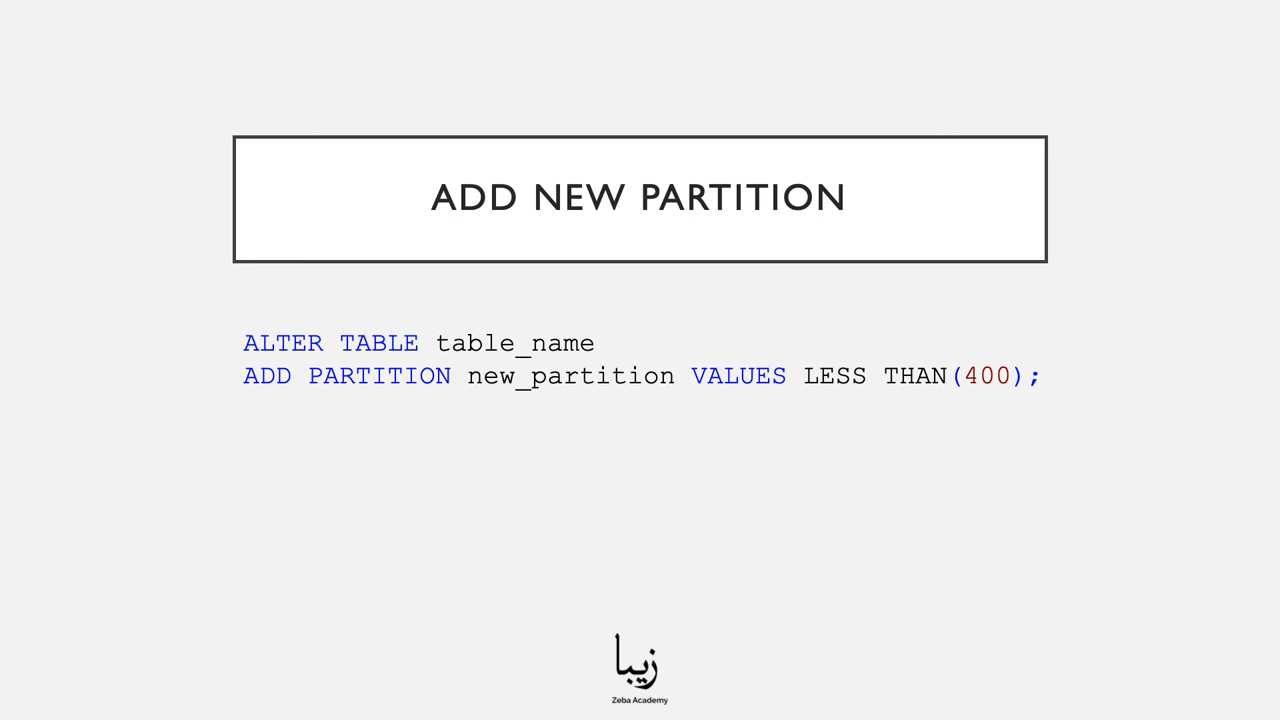 ADD NEW PARTITION
ALTER TABLE table_name
ADD PARTITION new_partition VALUES LESS THAN(400);
زيبا
Zeba Academy